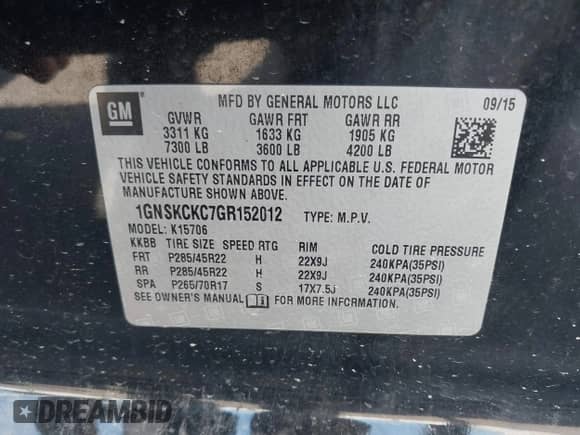 GM
MFD BY GENERAL MOTORS LLC 09/15
GVWR GAWR FRT GAWR RR
3311 KG 1633 KG 1905 KG
7300 LB 3600 LB 4200 LB
THIS VEHICLE CONFORMS TO ALL APPLICABLE U.S. FEDERAL MOTOR
VEHICLE SAFETY STANDARDS IN EFFECT ON THE DATE OF
MANUFACTURE SHOWN ABOVE.
1GNSKCKC7GR152012 TYPE: M.P.V.
MODEL: K15706
KKBB TIRE SIZE SPEED RTG RIM COLD TIRE PRESSURE
FRT P285/45R22 H 22X9J 240KPA(35PSI)
RR P285/45R22 H 22X9J 240KPA(35PSI)
SPA P265/70R17 S 17X7.5J 240KPA(35PSI)
SEE OWNER'S MANUAL FOR MORE INFORMATION.
DREAMBID